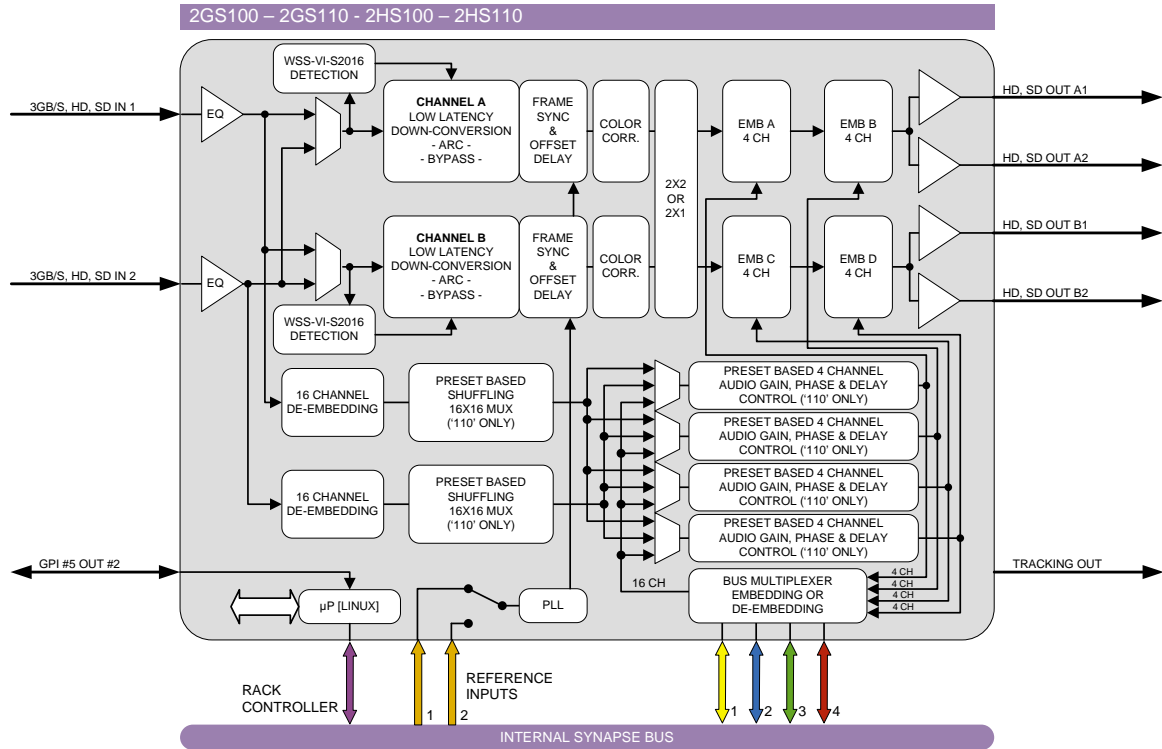 2GS100 – 2GS110 - 2HS100 – 2HS110
WSS-VI-S2016
DETECTION
3GB/S, HD, SD IN 1
EQ
CHANNEL A
LOW LATENCY
DOWN-CONVERSION
- ARC -
- BYPASS -
FRAME
SYNC
&
OFFSET
DELAY
COLOR
CORR.
2X2
OR
2X1
EMB A
4 CH
EMB B
4 CH
HD, SD OUT A1
HD, SD OUT A2
3GB/S, HD, SD IN 2
EQ
CHANNEL B
LOW LATENCY
DOWN-CONVERSION
- ARC -
- BYPASS -
FRAME
SYNC
&
OFFSET
DELAY
COLOR
CORR.
EMB C
4 CH
EMB D
4 CH
HD, SD OUT B1
HD, SD OUT B2
WSS-VI-S2016
DETECTION
16 CHANNEL
DE-EMBEDDING
PRESET BASED
SHUFFLING
16X16 MUX
(‘110’ ONLY)
PRESET BASED 4 CHANNEL
AUDIO GAIN, PHASE & DELAY
CONTROL (‘110’ ONLY)
PRESET BASED 4 CHANNEL
AUDIO GAIN, PHASE & DELAY
CONTROL (‘110’ ONLY)
16 CHANNEL
DE-EMBEDDING
PRESET BASED
SHUFFLING
16X16 MUX
(‘110’ ONLY)
PRESET BASED 4 CHANNEL
AUDIO GAIN, PHASE & DELAY
CONTROL (‘110’ ONLY)
PRESET BASED 4 CHANNEL
AUDIO GAIN, PHASE & DELAY
CONTROL (‘110’ ONLY)
GPI #5 OUT #2
µP [LINUX]
PLL
16 CH
BUS MULTIPLEXER
EMBEDDING OR
DE-EMBEDDING
4 CH
4 CH
4 CH
4 CH
TRACKING OUT
RACK
CONTROLLER
1
2
REFERENCE
INPUTS
1
2
3
4
INTERNAL SYNAPSE BUS